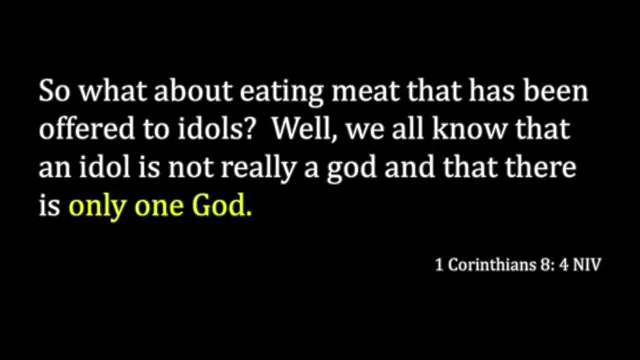 So what about eating meat that has been
offered to idols?  Well, we all know that
an idol is not really a god and that there
is only one God.
1 Corinthians 8: 4 NIV